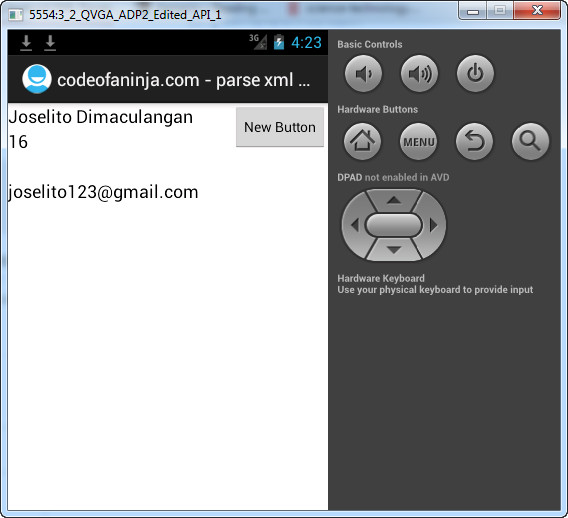 5554:3_2_QVGA_ADP2_Edited_API_1
3G 4:23
codeofaninja.com - parse xml ...
Joselito Dimaculangan
16
New Button
joselito123@gmail.com
Basic Controls
Hardware Buttons
MENU
DPAD not enabled in AVD
Hardware Keyboard
Use your physical keyboard to provide input